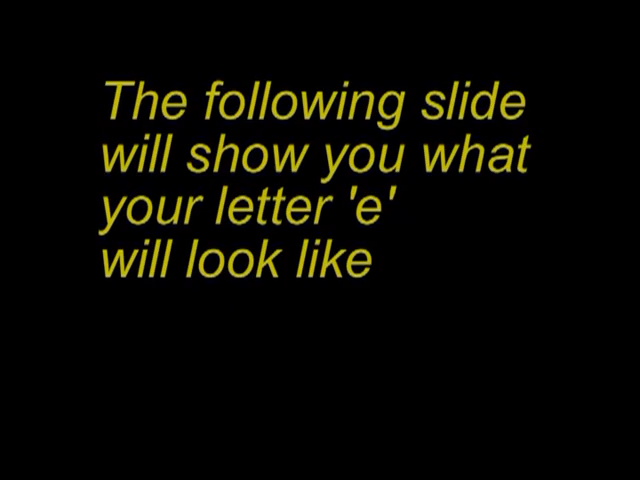 The following slide
will show you what
your letter 'e'
will look like